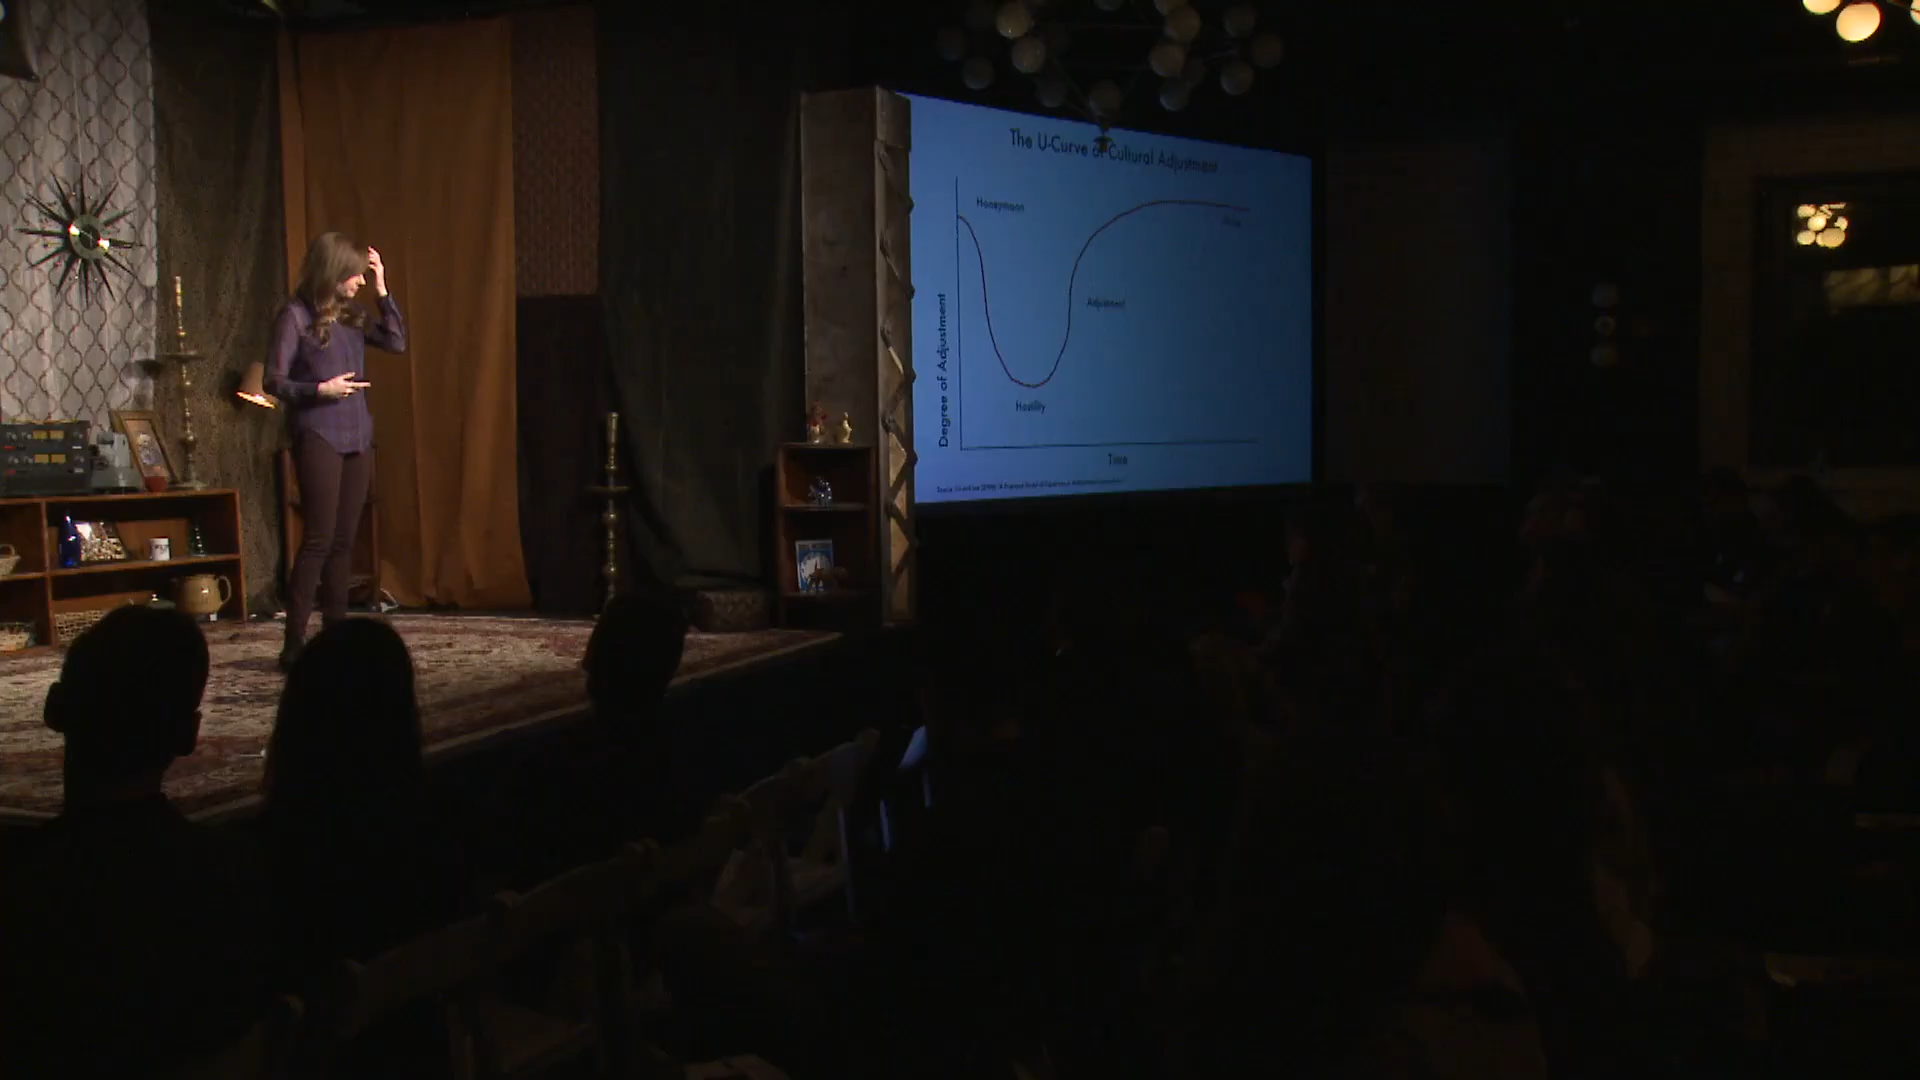 The U-Curve of Cultural Adjustment
Honeymoon
Adjustment
Hostility
Degree of Adjustment
Time